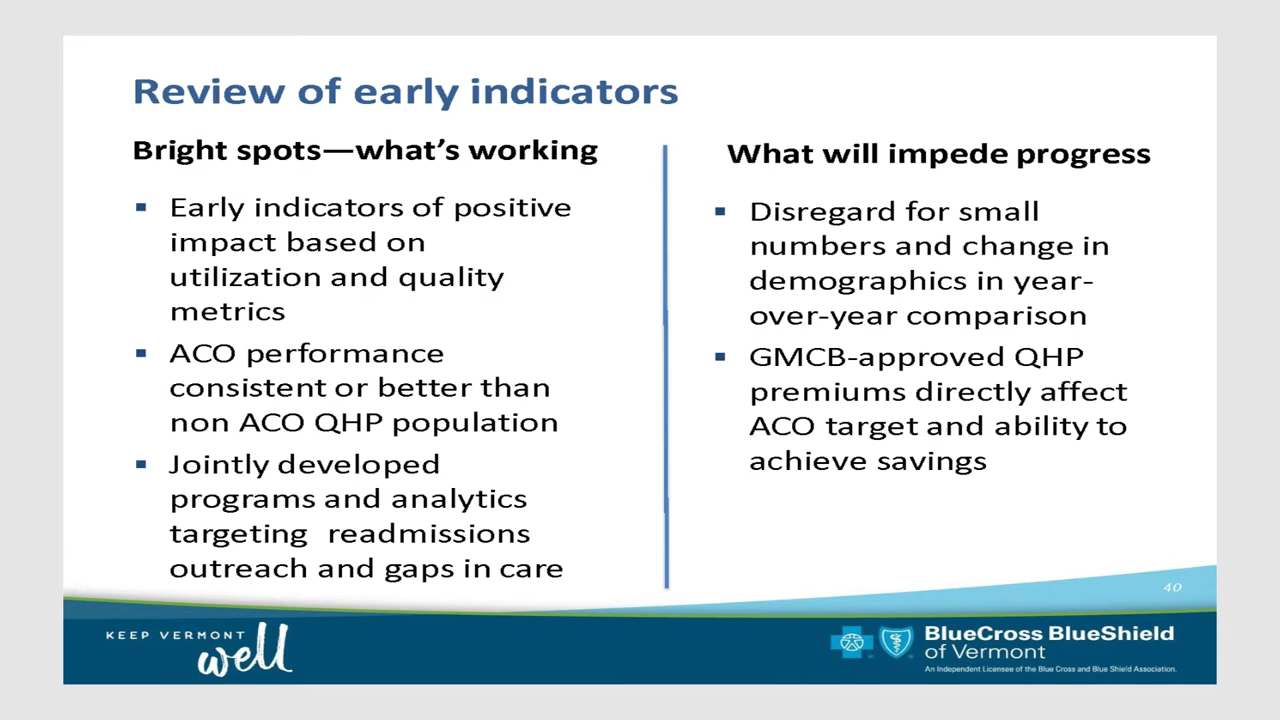 Review of early indicators
Bright spots—what's working
Early indicators of positive
impact based on
utilization and quality
metrics
ACO performance
consistent or better than
non ACO QHP population
Jointly developed
programs and analytics
targeting readmissions
outreach and gaps in care
What will impede progress
Disregard for small
numbers and change in
demographics in year-
over-year comparison
GMCB-approved QHP
premiums directly affect
ACO target and ability to
achieve savings
40
KEEP VERMONT
well
BlueCross BlueShield
of Vermont
An Independent Licensee of the Blue Cross and Blue Shield Association.